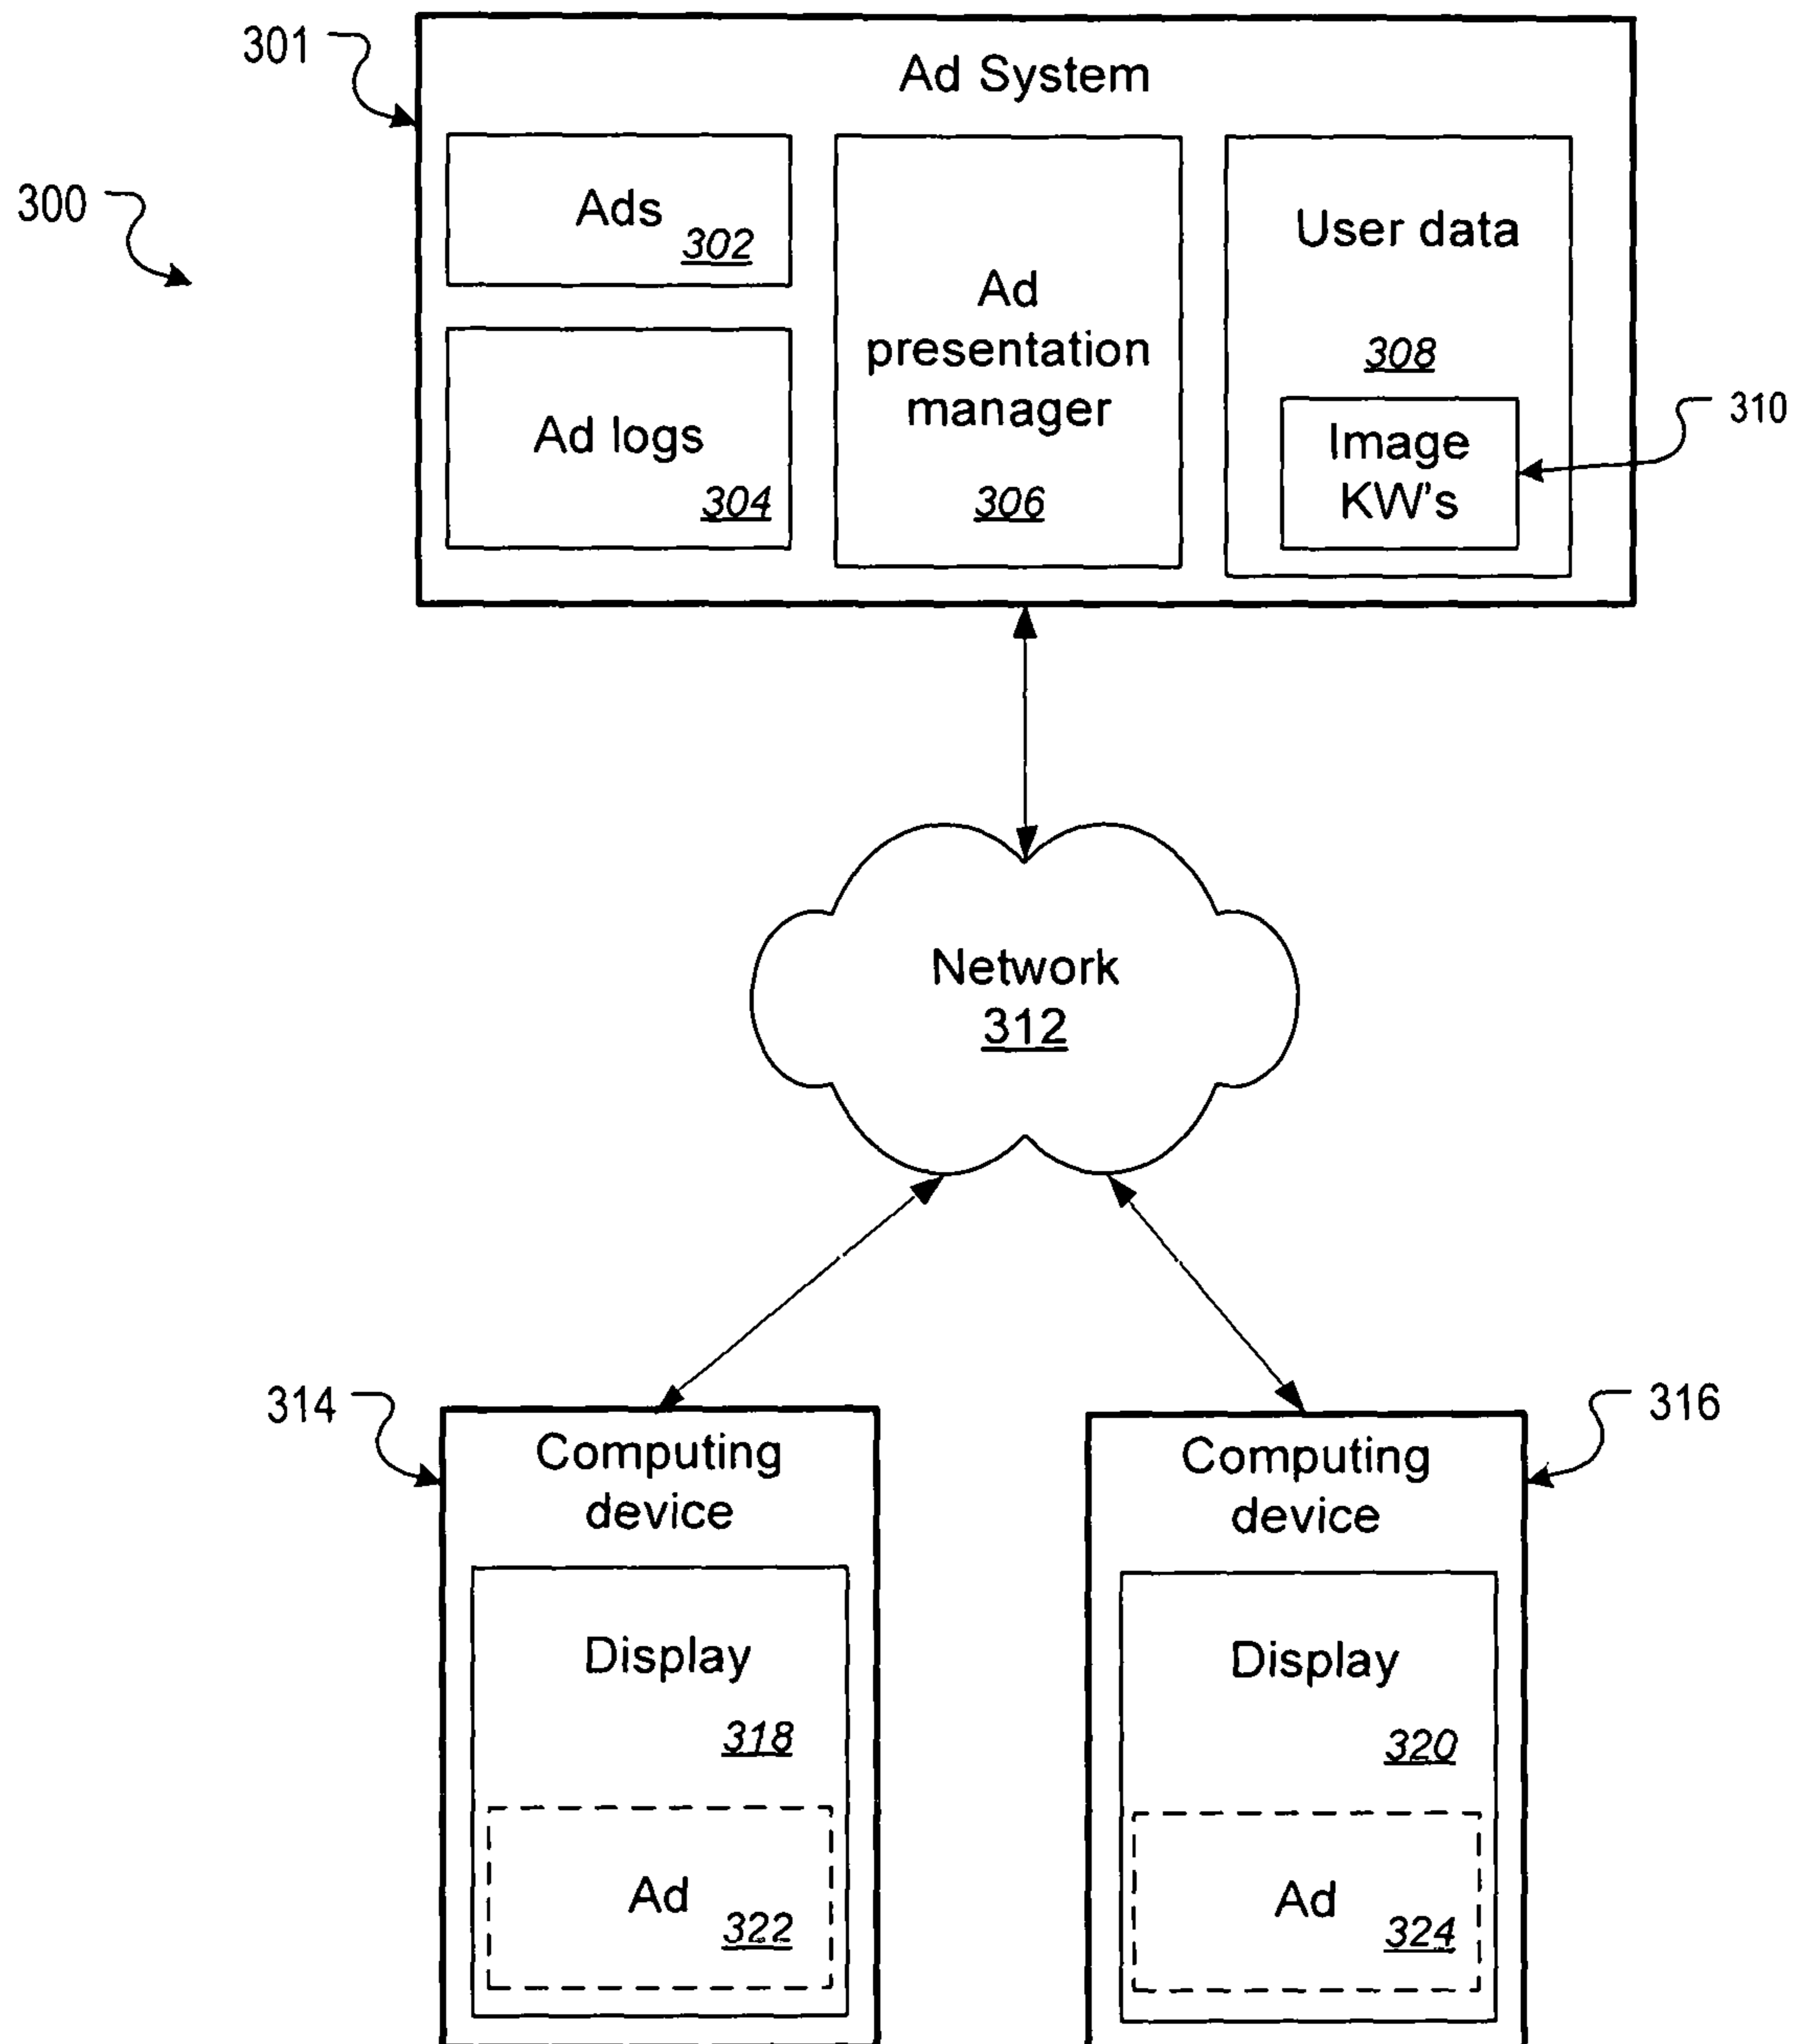 301
Ad System
300
Ads
302
Ad logs
304
Ad
presentation
manager
306
User data
308
Image
KW's
310
Network
312
314
Computing
device
Display
318
Ad
322
316
Computing
device
Display
320
Ad
324